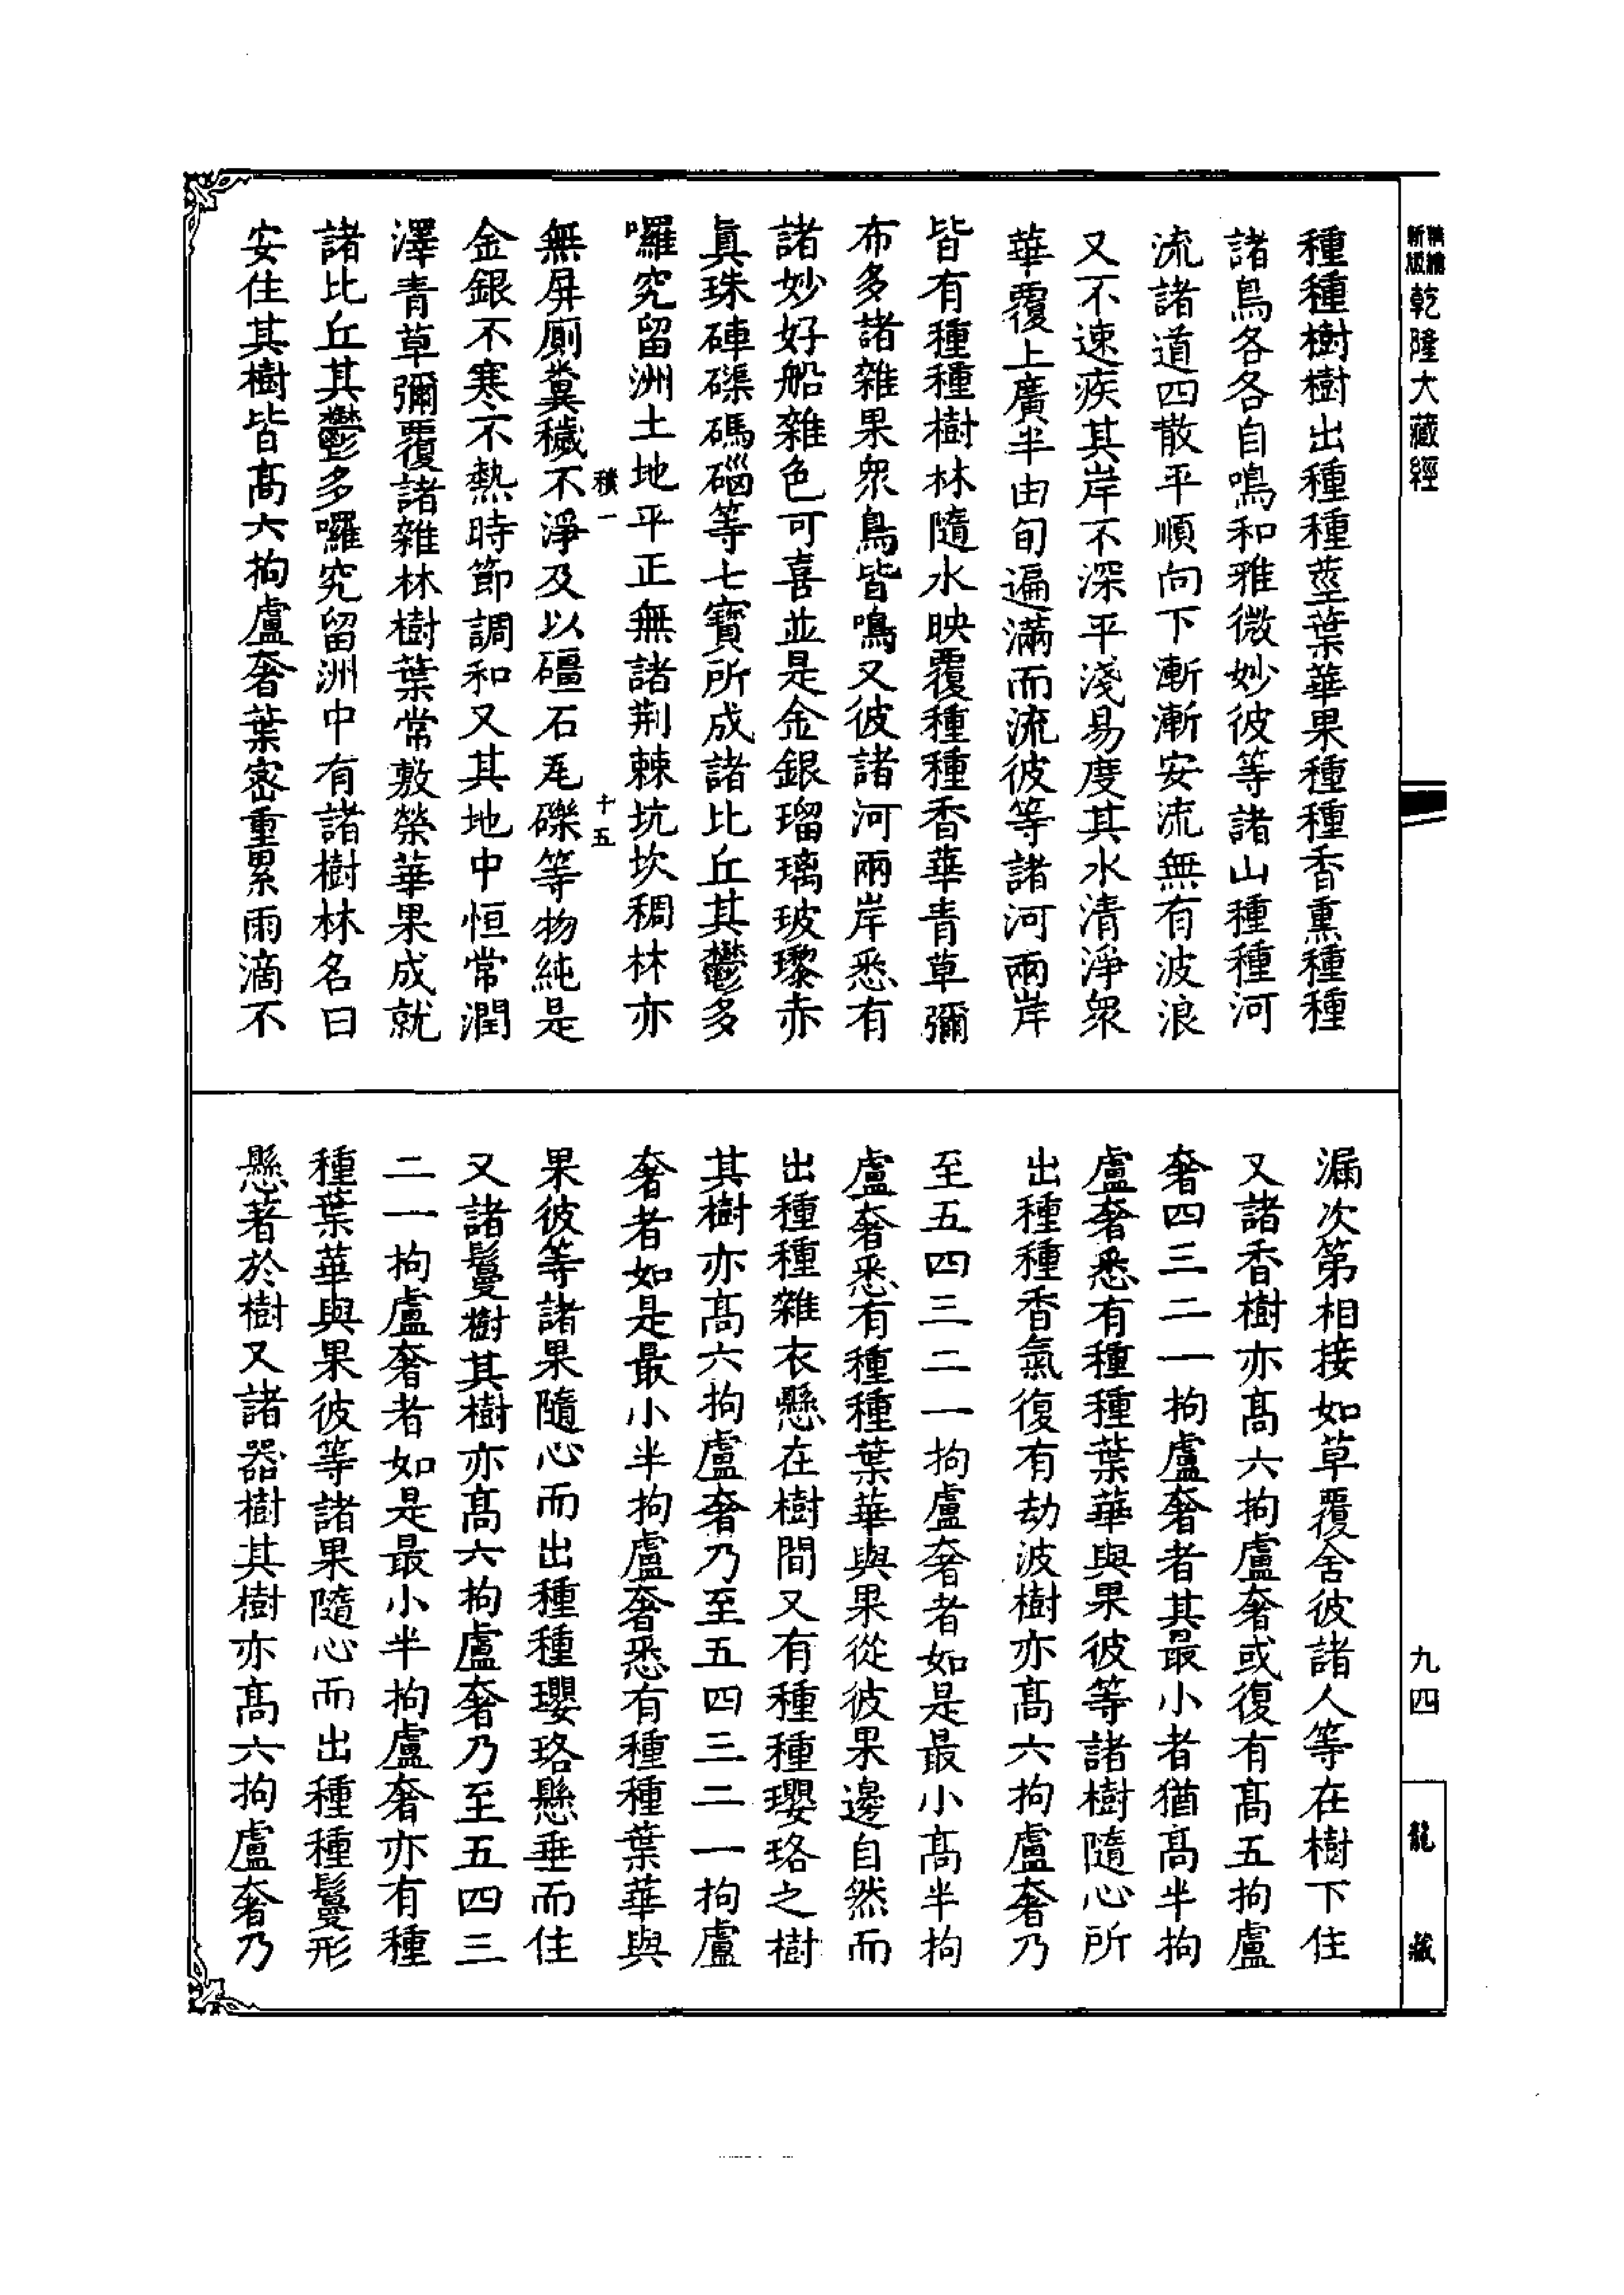 精繪
新版
乾隆大藏經
九四
龍藏
種種樹樹出種種莖葉華果種種香熏種種
諸鳥各各自鳴和雅微妙彼等諸山種種河
流諸道四散平順向下漸漸安流無有波浪
又不速疾其岸不深平淺易度其水清淨衆
華覆上廣半由旬遍滿而流彼等諸河兩岸
皆有種種樹林隨水映覆種種香華青草彌
布多諸雜果衆鳥皆鳴又彼諸河兩岸悉有
諸妙好船雜色可喜並是金銀瑠璃玻瓈赤
真珠硨磲碼碯等七寶所成諸比丘其鬱多
囉究留洲土地平正無諸荆棘坑坎稠林亦
積一 十五
無屏廁糞穢不淨及以礓石瓦礫等物純是
金銀不寒不熱時節調和又其地中恒常潤
澤青草彌覆諸雜林樹葉常敷榮華果成就
諸比丘其鬱多囉究留洲中有諸樹林名曰
安住其樹皆髙六拘盧奢葉密重累雨滴不
漏次第相接如草覆舍彼諸人等在樹下住
又諸香樹亦髙六拘盧奢或復有髙五拘盧
奢四三二一拘盧奢者其最小者猶髙半拘
盧奢悉有種種葉華與果彼等諸樹隨心所
出種種香氣復有劫波樹亦髙六拘盧奢乃
至五四三二一拘盧奢者如是最小髙半拘
盧奢悉有種種葉華與果從彼果邊自然而
出種種雜衣懸在樹間又有種種瓔珞之樹
其樹亦髙六拘盧奢乃至五四三二一拘盧
奢者如是最小半拘盧奢悉有種種葉華與
果彼等諸果隨心而出種種瓔珞懸垂而住
又諸鬘樹其樹亦髙六拘盧奢乃至五四三
二一拘盧奢者如是最小半拘盧奢亦有種
種葉華與果彼等諸果隨心而出種種鬘形
懸著於樹又諸器樹其樹亦髙六拘盧奢乃